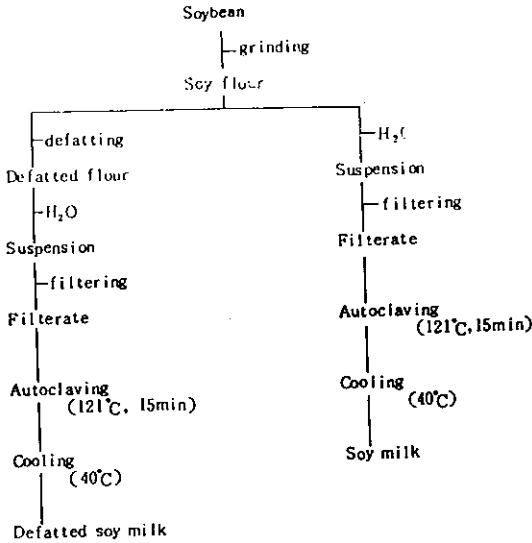 Soybean
grinding
Soy flour
defatting
Defatted flour
H₂O
Suspension
filtering
Filterate
Autoclaving
(121°C, 15min)
Cooling
(40°C)
Defatted soy milk
Suspension
filtering
Filterate
Autoclaving
(121°C, 15min)
Cooling
(40°C)
Soy milk